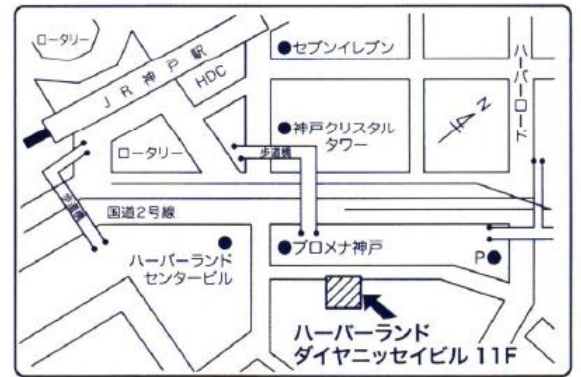 ロータリー
JR神戸駅
HDC
セブンイレブン
ハーバーロード
N
神戸クリスタル
タワー
ロータリー
歩道橋
歩道橋
国道2号線
ハーバーランド
センタービル
プロメナ神戸
P
ハーバーランド
ダイヤニッセイビル 11F